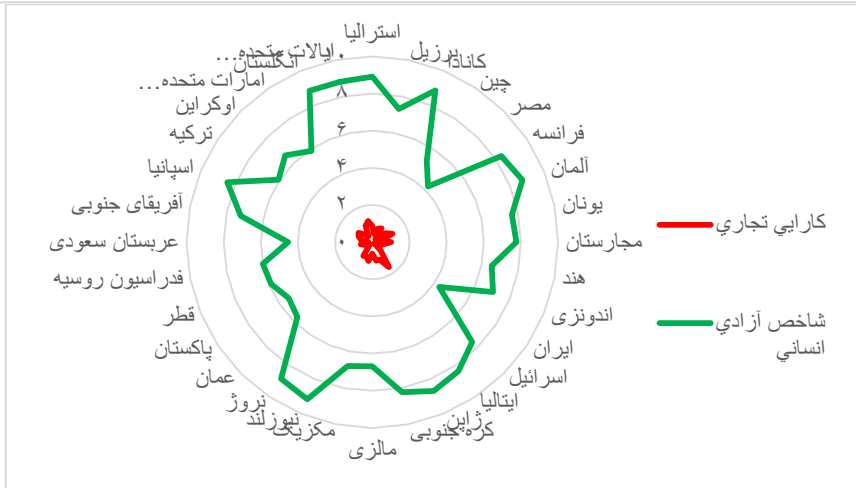 استرالیا
برزیل
کانادا
چین
مصر
فرانسه
آلمان
یونان
مجارستان
هند
اندونزی
ایران
اسرائیل
ایتالیا
ژاپن
کره جنوبی
مالزی
مکزیک
نیوزلند
نروژ
عمان
پاکستان
قطر
فدراسیون روسیه
عربستان سعودی
آفریقای جنوبی
اسپانیا
ترکیه
اوکراین
امارات متحده...
انگلستان
ایالات متحده...
۱۰
۸
۶
۴
۲
۰
کارایي تجاري
شاخص آزادي
انساني